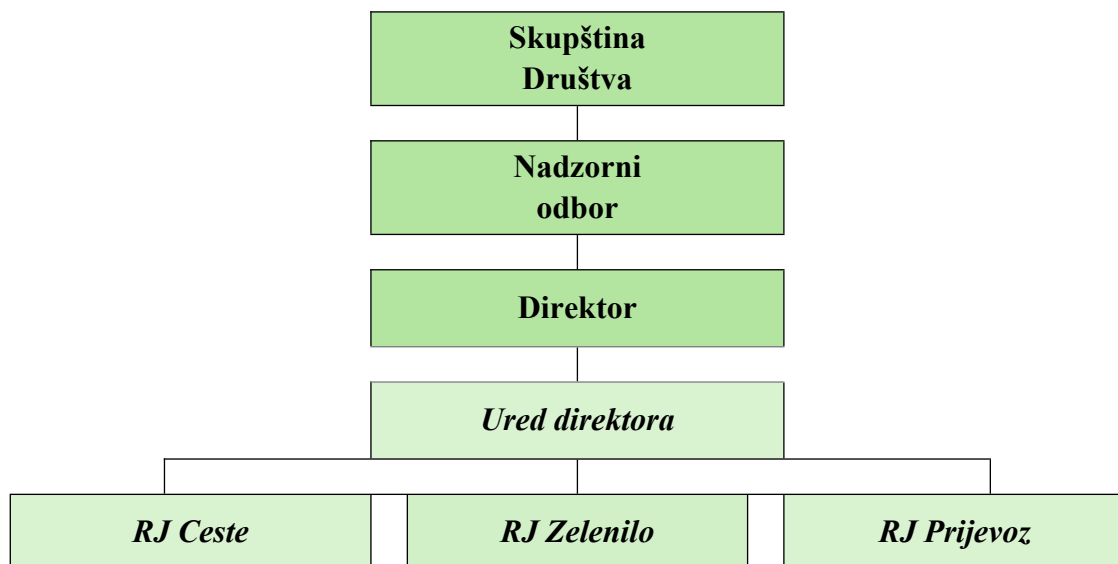 Skupština
Društva
Nadzorni
odbor
Direktor
Ured direktora
RJ Ceste
RJ Zelenilo
RJ Prijevoz